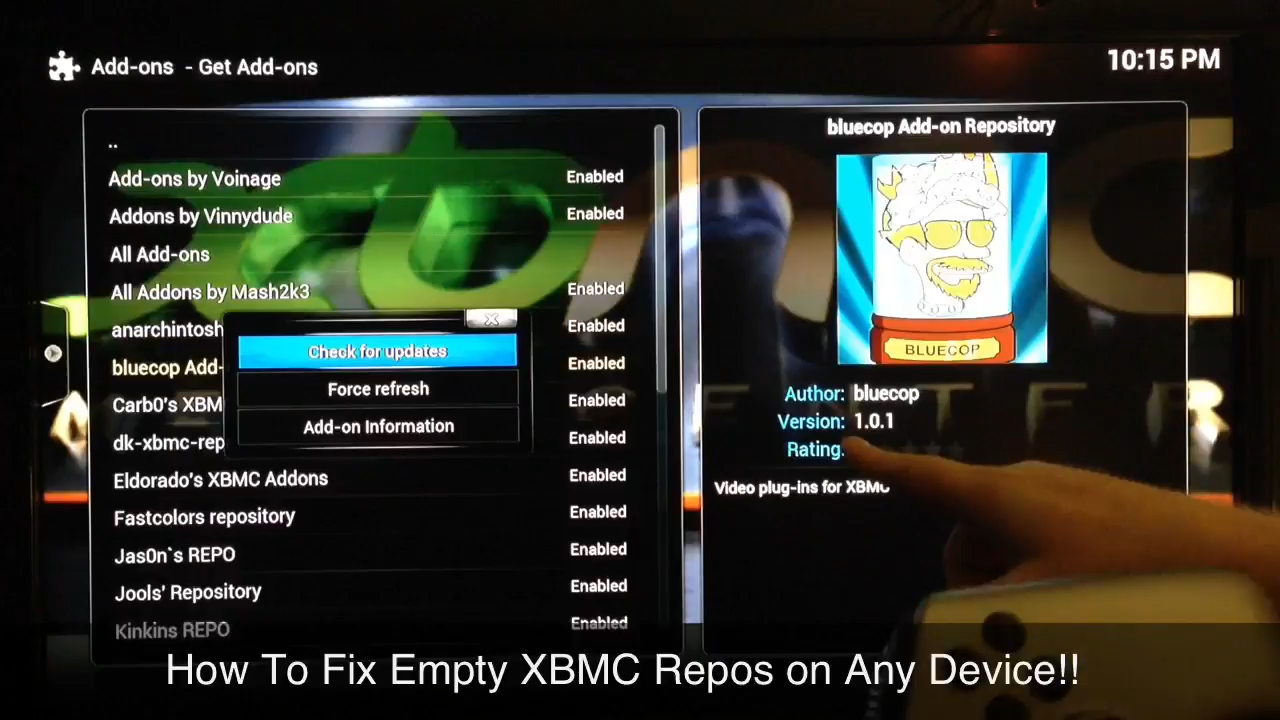 Add-ons - Get Add-ons
10:15 PM
..
Add-ons by Voinage Enabled
Addons by Vinnydude Enabled
All Add-ons
All Addons by Mash2k3 Enabled
anarchintosh Enabled
bluecop Add- Enabled
Carb0's XBM Enabled
dk-xbmc-rep Enabled
Eldorado's XBMC Addons Enabled
Fastcolors repository Enabled
Jas0n`s REPO Enabled
Jools' Repository Enabled
Kinkins REPO Enabled
X
Check for updates
Force refresh
Add-on Information
bluecop Add-on Repository
BLUECOP
Author: bluecop
Version: 1.0.1
Rating:
Video plug-ins for XBMC
How To Fix Empty XBMC Repos on Any Device!!